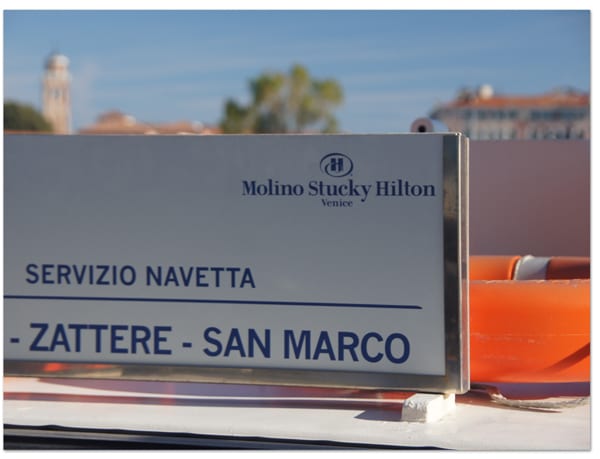 H
Molino Stucky Hilton
Venice
SERVIZIO NAVETTA
- ZATTERE - SAN MARCO